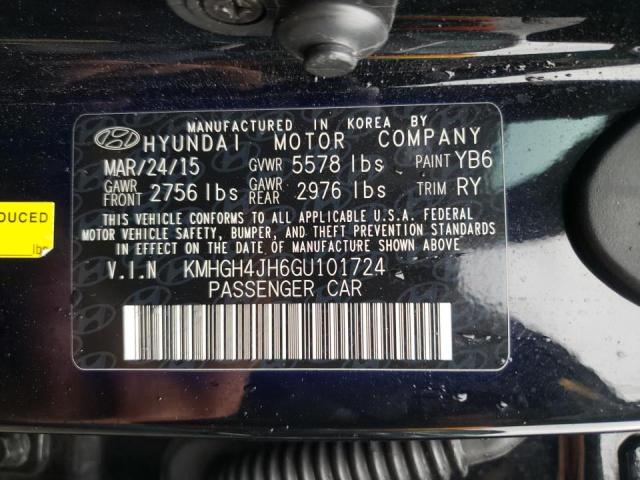 MANUFACTURED IN KOREA BY
HYUNDAI MOTOR COMPANY
MAR/24/15 GVWR 5578 lbs PAINT YB6
GAWR FRONT 2756 lbs GAWR REAR 2976 lbs TRIM RY
THIS VEHICLE CONFORMS TO ALL APPLICABLE U.S.A. FEDERAL
MOTOR VEHICLE SAFETY, BUMPER, AND THEFT PREVENTION STANDARDS
IN EFFECT ON THE DATE OF MANUFACTURE SHOWN ABOVE
V.I.N KMHGH4JH6GU101724
PASSENGER CAR
DUCED
lbs